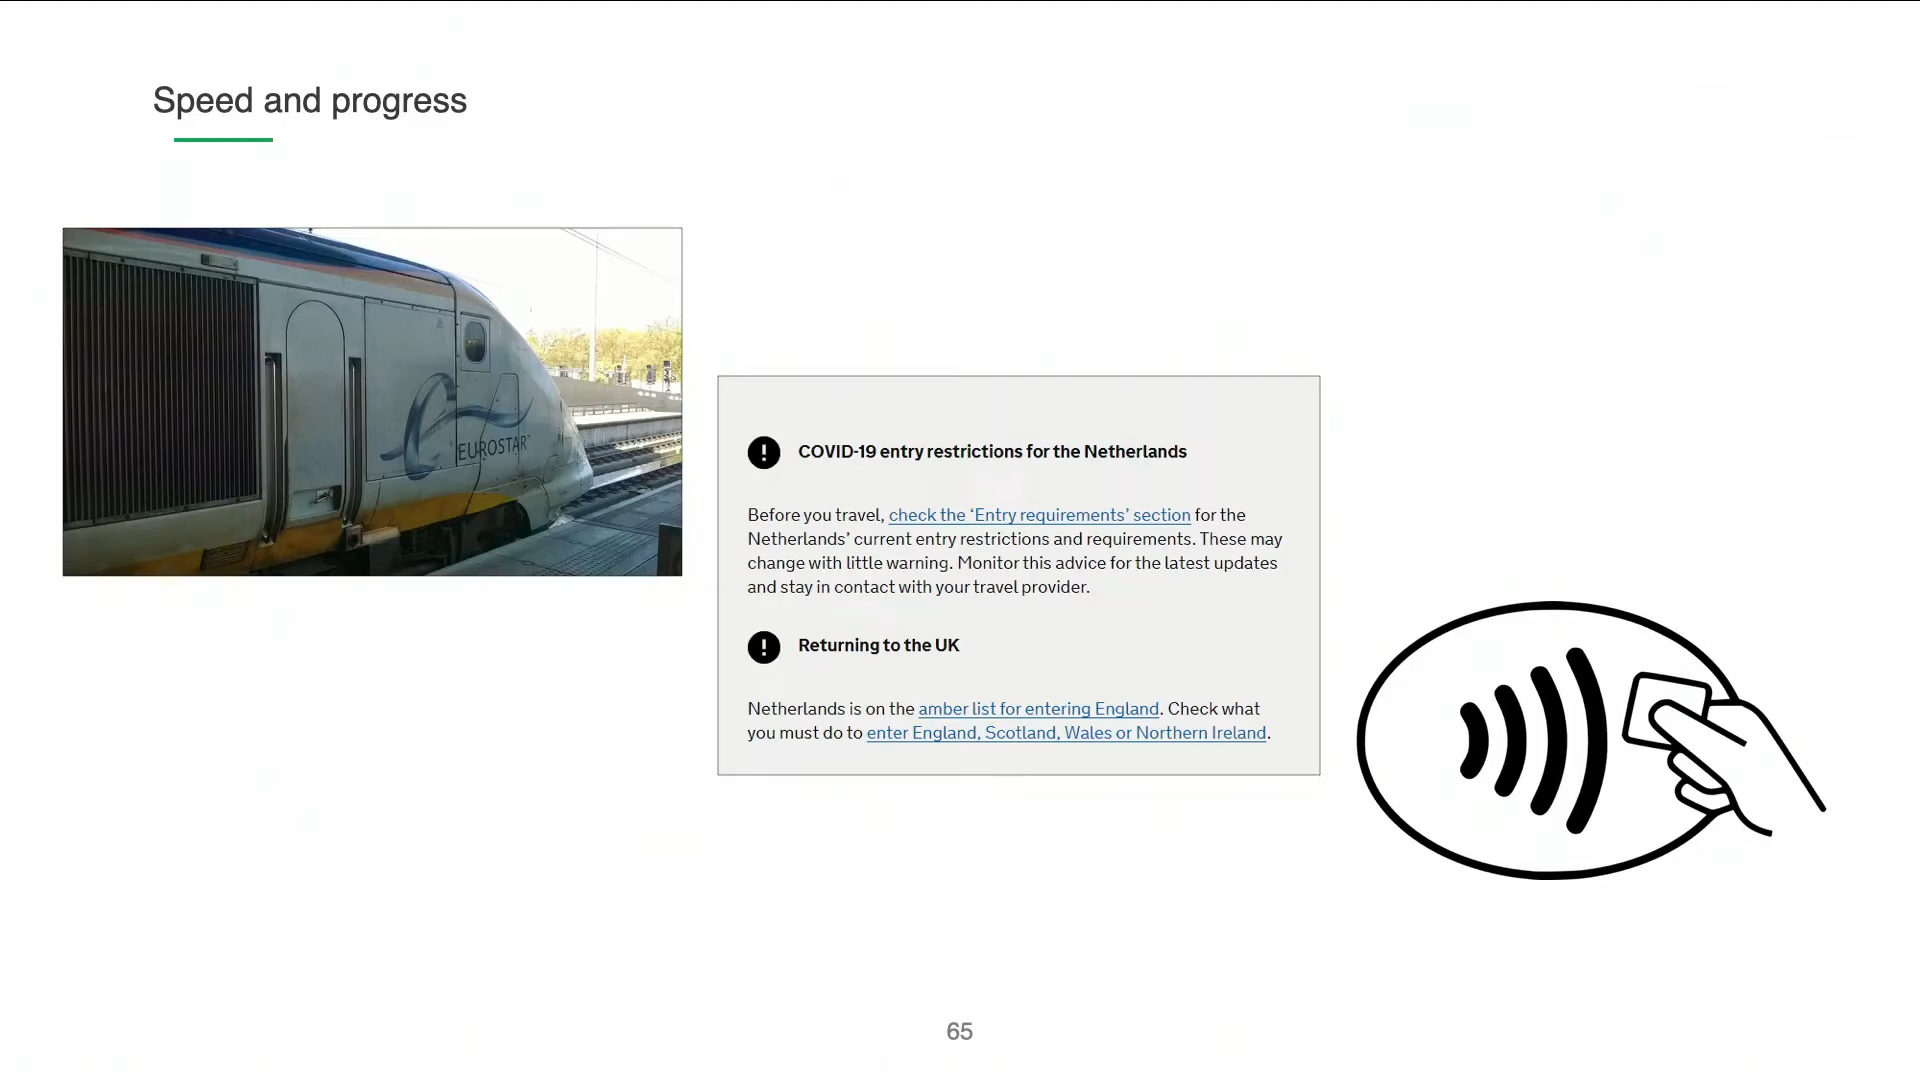 Speed and progress
EUROSTAR
COVID-19 entry restrictions for the Netherlands
Before you travel, check the ‘Entry requirements’ section for the
Netherlands’ current entry restrictions and requirements. These may
change with little warning. Monitor this advice for the latest updates
and stay in contact with your travel provider.
Returning to the UK
Netherlands is on the amber list for entering England. Check what
you must do to enter England, Scotland, Wales or Northern Ireland.
65